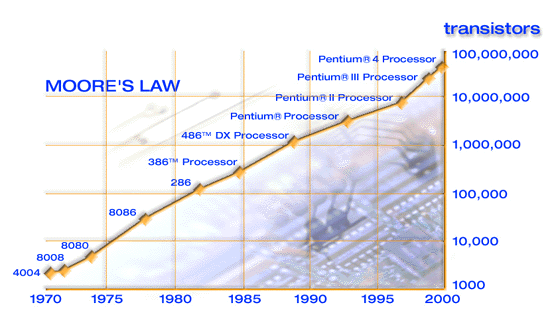 transistors
MOORE'S LAW
Pentium® 4 Processor
Pentium® III Processor
Pentium® II Processor
Pentium® Processor
486™ DX Processor
386™ Processor
286
8086
8080
8008
4004
100,000,000
10,000,000
1,000,000
100,000
10,000
1000
1970 1975 1980 1985 1990 1995 2000